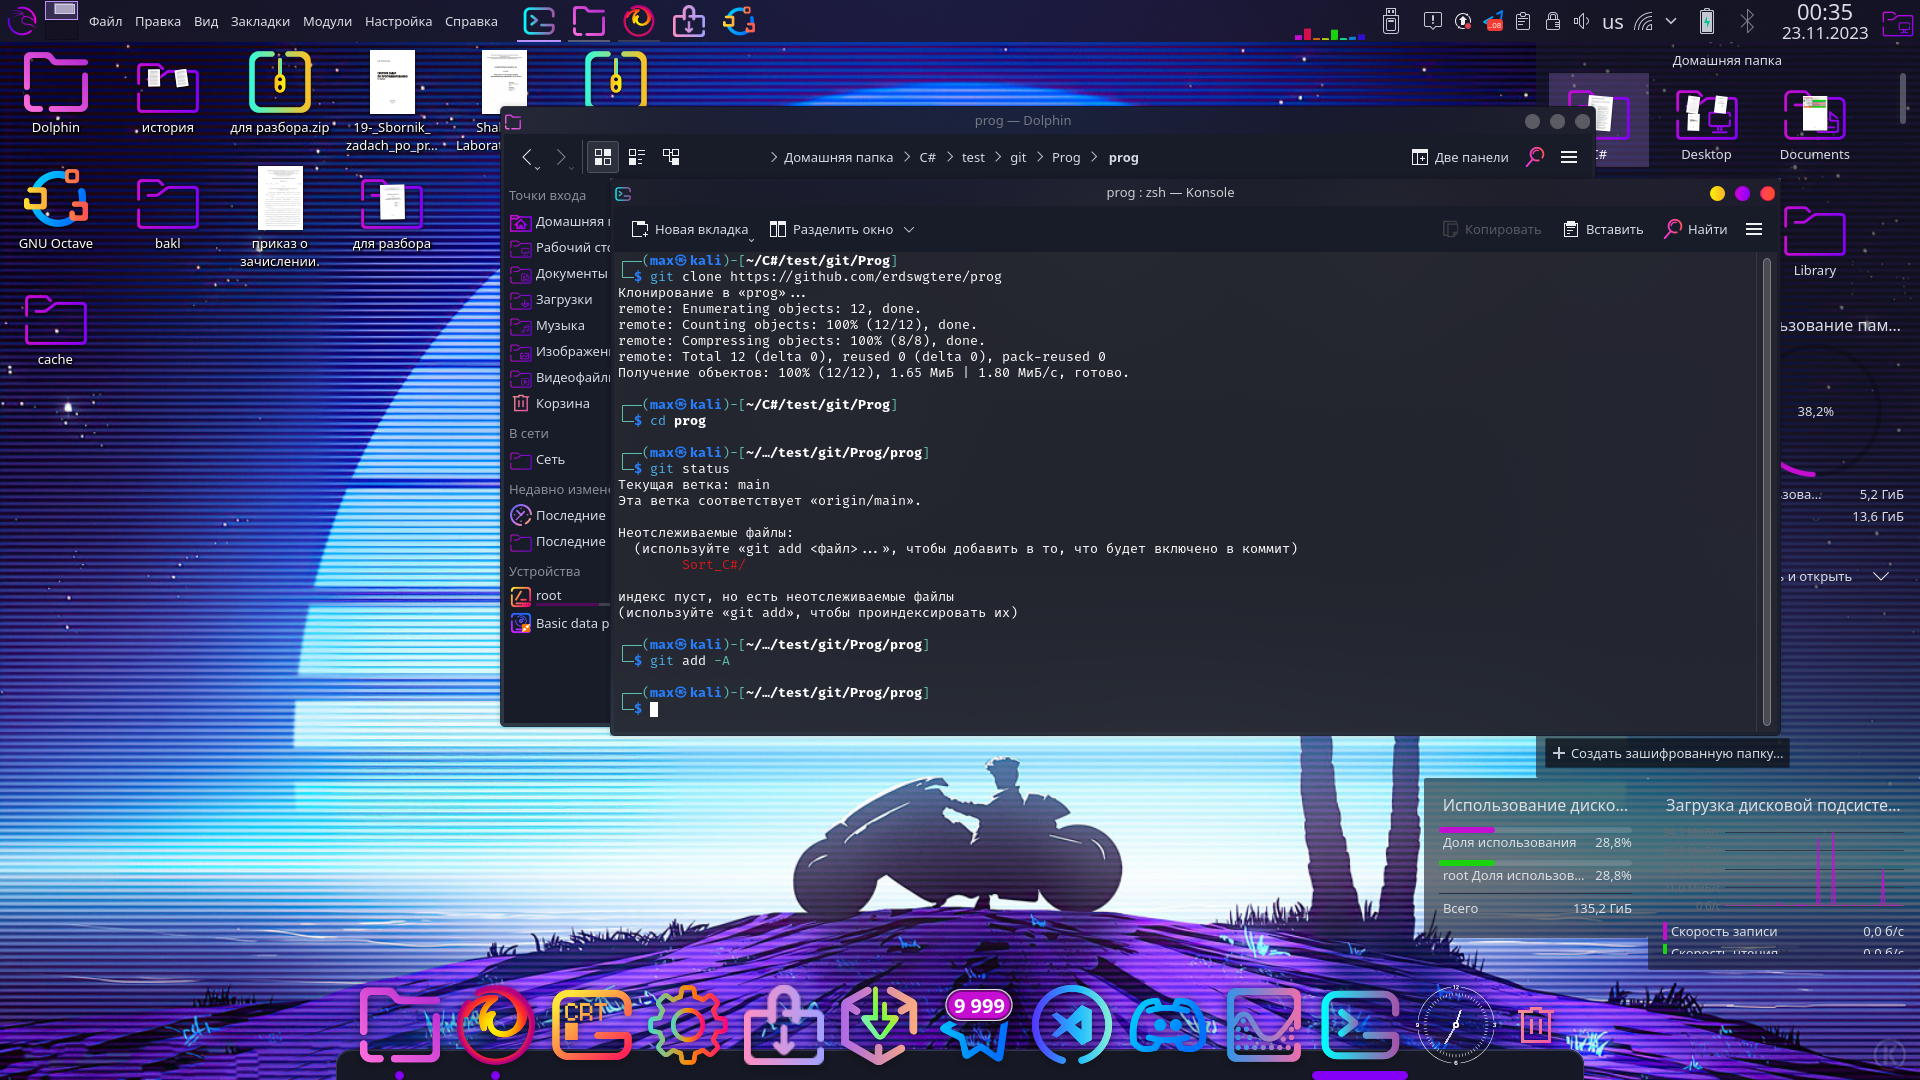 Файл Правка Вид Закладки Модули Настройка Справка
us
00:35
23.11.2023
Dolphin
история
для разбора.zip
19-_Sbornik_
zadach_po_pr...
Laborat
GNU Octave
bakl
приказ о
зачислении.
для разбора
cache
Домашняя папка
C#
Desktop
Documents
Library
prog — Dolphin
Домашняя папка > C# > test > git > Prog > prog
Две панели
Точки входа
Домашняя
Рабочий сто
Документы
Загрузки
Музыка
Изображен
Видеофайл
Корзина
В сети
Сеть
Недавно измене
Последние
Последние
Устройства
root
Basic data p
prog : zsh — Konsole
Новая вкладка
Разделить окно
Копировать
Вставить
Найти
┌──(max㉿kali)-[~/C#/test/git/Prog]
└─$ git clone https://github.com/erdswgtere/prog
Клонирование в «prog»...
remote: Enumerating objects: 12, done.
remote: Counting objects: 100% (12/12), done.
remote: Compressing objects: 100% (8/8), done.
remote: Total 12 (delta 0), reused 0 (delta 0), pack-reused 0
Получение объектов: 100% (12/12), 1.65 МиБ | 1.80 МиБ/с, готово.
┌──(max㉿kali)-[~/C#/test/git/Prog]
└─$ cd prog
┌──(max㉿kali)-[~/…/test/git/Prog/prog]
└─$ git status
Текущая ветка: main
Эта ветка соответствует «origin/main».
Неотслеживаемые файлы:
(используйте «git add <файл>...», чтобы добавить в то, что будет включено в коммит)
Sort_C#/
индекс пуст, но есть неотслеживаемые файлы
(используйте «git add», чтобы проиндексировать их)
┌──(max㉿kali)-[~/…/test/git/Prog/prog]
└─$ git add -A
┌──(max㉿kali)-[~/…/test/git/Prog/prog]
└─$
ьзование пам...
38,2%
зова... 5,2 ГиБ
13,6 ГиБ
ь и открыть
+ Создать зашифрованную папку...
Использование диско...
Доля использования 28,8%
root Доля использов... 28,8%
Всего 135,2 ГиБ
Загрузка дисковой подсисте...
Скорость записи 0,0 б/с
Скорость чтения 0,0 б/с
CAT
9 999